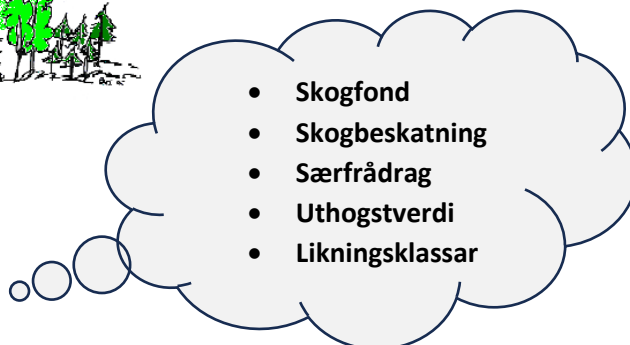 • Skogfond
• Skogbeskatning
• Særfrådrag
• Uthogstverdi
• Likningsklassar